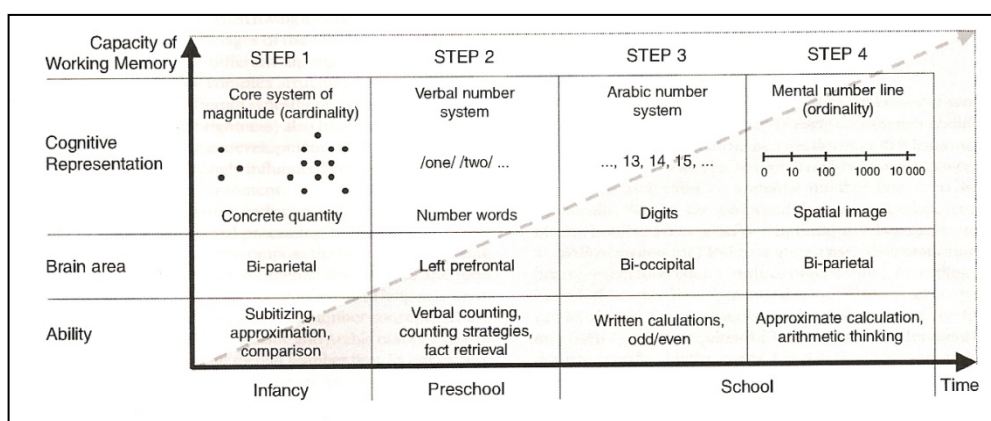 Capacity of
Working Memory
STEP 1
STEP 2
STEP 3
STEP 4
Cognitive
Representation
Core system of
magnitude (cardinality)
Concrete quantity
Verbal number
system
/one/ /two/ ...
Number words
Arabic number
system
..., 13, 14, 15, ...
Digits
Mental number line
(ordinality)
0 10 100 1000 10 000
Spatial image
Brain area
Bi-parietal
Left prefrontal
Bi-occipital
Bi-parietal
Ability
Subitizing,
approximation,
comparison
Verbal counting,
counting strategies,
fact retrieval
Written calulations,
odd/even
Approximate calculation,
arithmetic thinking
Infancy
Preschool
School
Time